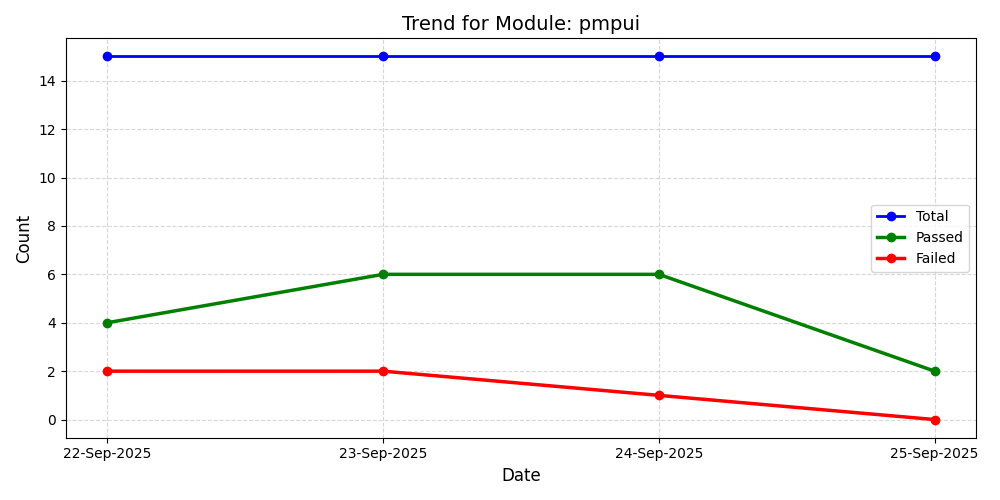 Trend for Module: pmpui
Count
14
12
10
8
6
4
2
0
Total
Passed
Failed
22-Sep-2025
23-Sep-2025
24-Sep-2025
25-Sep-2025
Date